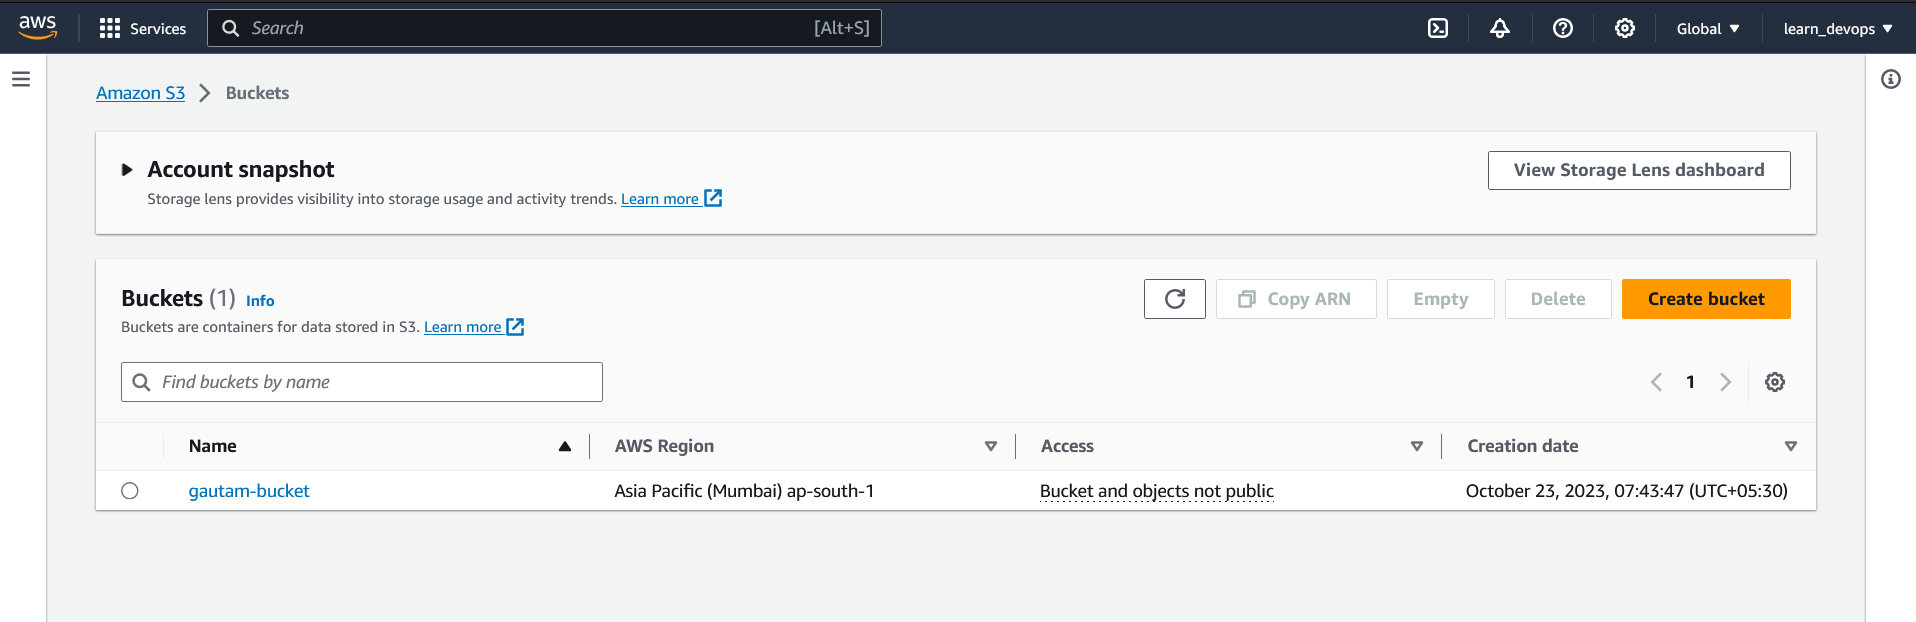 aws Services Search [Alt+S] Global learn_devops
Amazon S3 Buckets
Account snapshot
View Storage Lens dashboard
Storage lens provides visibility into storage usage and activity trends. Learn more
Buckets (1) Info
Copy ARN Empty Delete Create bucket
Buckets are containers for data stored in S3. Learn more
Find buckets by name
1
Name AWS Region Access Creation date
gautam-bucket Asia Pacific (Mumbai) ap-south-1 Bucket and objects not public October 23, 2023, 07:43:47 (UTC+05:30)